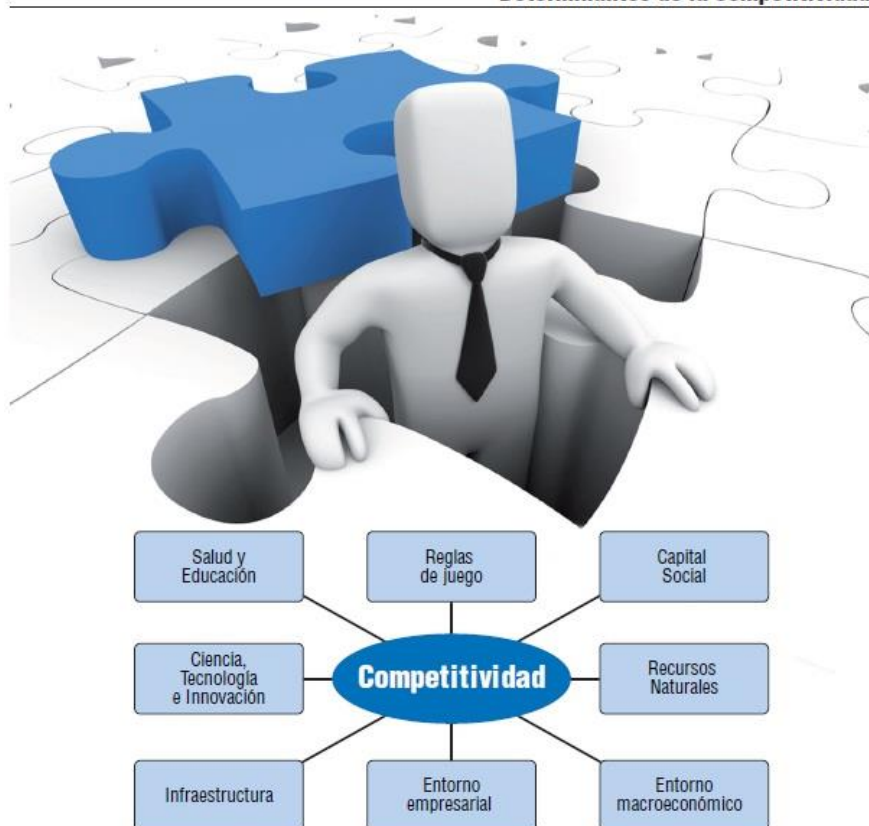 Salud y
Educación
Reglas
de juego
Capital
Social
Ciencia,
Tecnología
e Innovación
Competitividad
Recursos
Naturales
Infraestructura
Entorno
empresarial
Entorno
macroeconómico